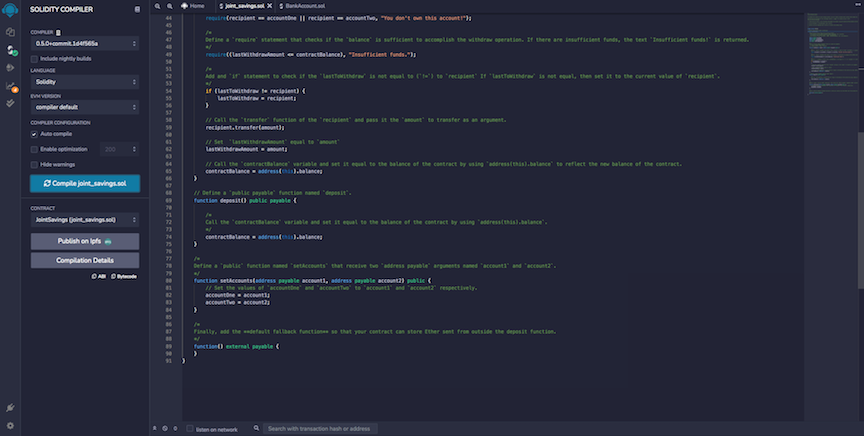 SOLIDITY COMPILER
COMPILER
0.5.0+commit.1d4f565a
Include nightly builds
LANGUAGE
Solidity
EVM VERSION
compiler default
COMPILER CONFIGURATION
Auto compile
Enable optimization
200
Hide warnings
Compile joint_savings.sol
CONTRACT
JointSavings (joint_savings.sol)
Publish on Ipfs
Compilation Details
ABI
Bytecode
Home
joint_savings.sol
BankAccount.sol
44 require(recipient == accountOne || recipient == accountTwo, "You don't own this account!");
45
46 /*
47 Define a `require` statement that checks if the `balance` is sufficient to accomplish the withdraw operation. If there are insufficient funds, the text `Insufficient funds!` is returned.
48 */
49 require((lastWithdrawAmount <= contractBalance), "Insufficient funds.");
50
51 /*
52 Add and `if` statement to check if the `lastToWithdraw` is not equal to (`!=`) to `recipient` If `lastToWithdraw` is not equal, then set it to the current value of `recipient`.
53 */
54 if (lastToWithdraw != recipient) {
55 lastToWithdraw = recipient;
56 }
57
58 // Call the `transfer` function of the `recipient` and pass it the `amount` to transfer as an argument.
59 recipient.transfer(amount);
60
61 // Set `lastWithdrawAmount` equal to `amount`
62 lastWithdrawAmount = amount;
63
64 // Call the `contractBalance` variable and set it equal to the balance of the contract by using `address(this).balance` to reflect the new balance of the contract.
65 contractBalance = address(this).balance;
66 }
67
68 // Define a `public payable` function named `deposit`.
69 function deposit() public payable {
70
71 /*
72 Call the `contractBalance` variable and set it equal to the balance of the contract by using `address(this).balance`.
73 */
74 contractBalance = address(this).balance;
75 }
76
77 /*
78 Define a `public` function named `setAccounts` that receive two `address payable` arguments named `account1` and `account2`.
79 */
80 function setAccounts(address payable account1, address payable account2) public {
81 // Set the values of `accountOne` and `accountTwo` to `account1` and `account2` respectively.
82 accountOne = account1;
83 accountTwo = account2;
84 }
85
86 /*
87 Finally, add the **default fallback function** so that your contract can store Ether sent from outside the deposit function.
88 */
89 function() external payable {
90 }
91 }
0
listen on network
Search with transaction hash or address